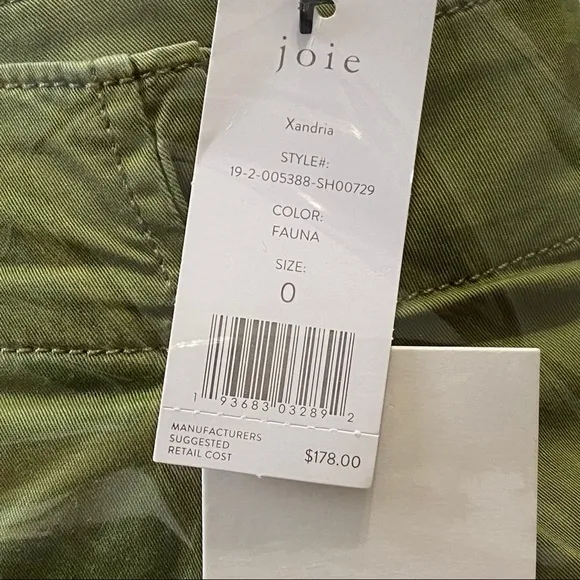 joie
Xandria
STYLE#:
19-2-005388-SH00729
COLOR:
FAUNA
SIZE:
0
1 93683 03289 2
MANUFACTURERS
SUGGESTED
RETAIL COST
$178.00